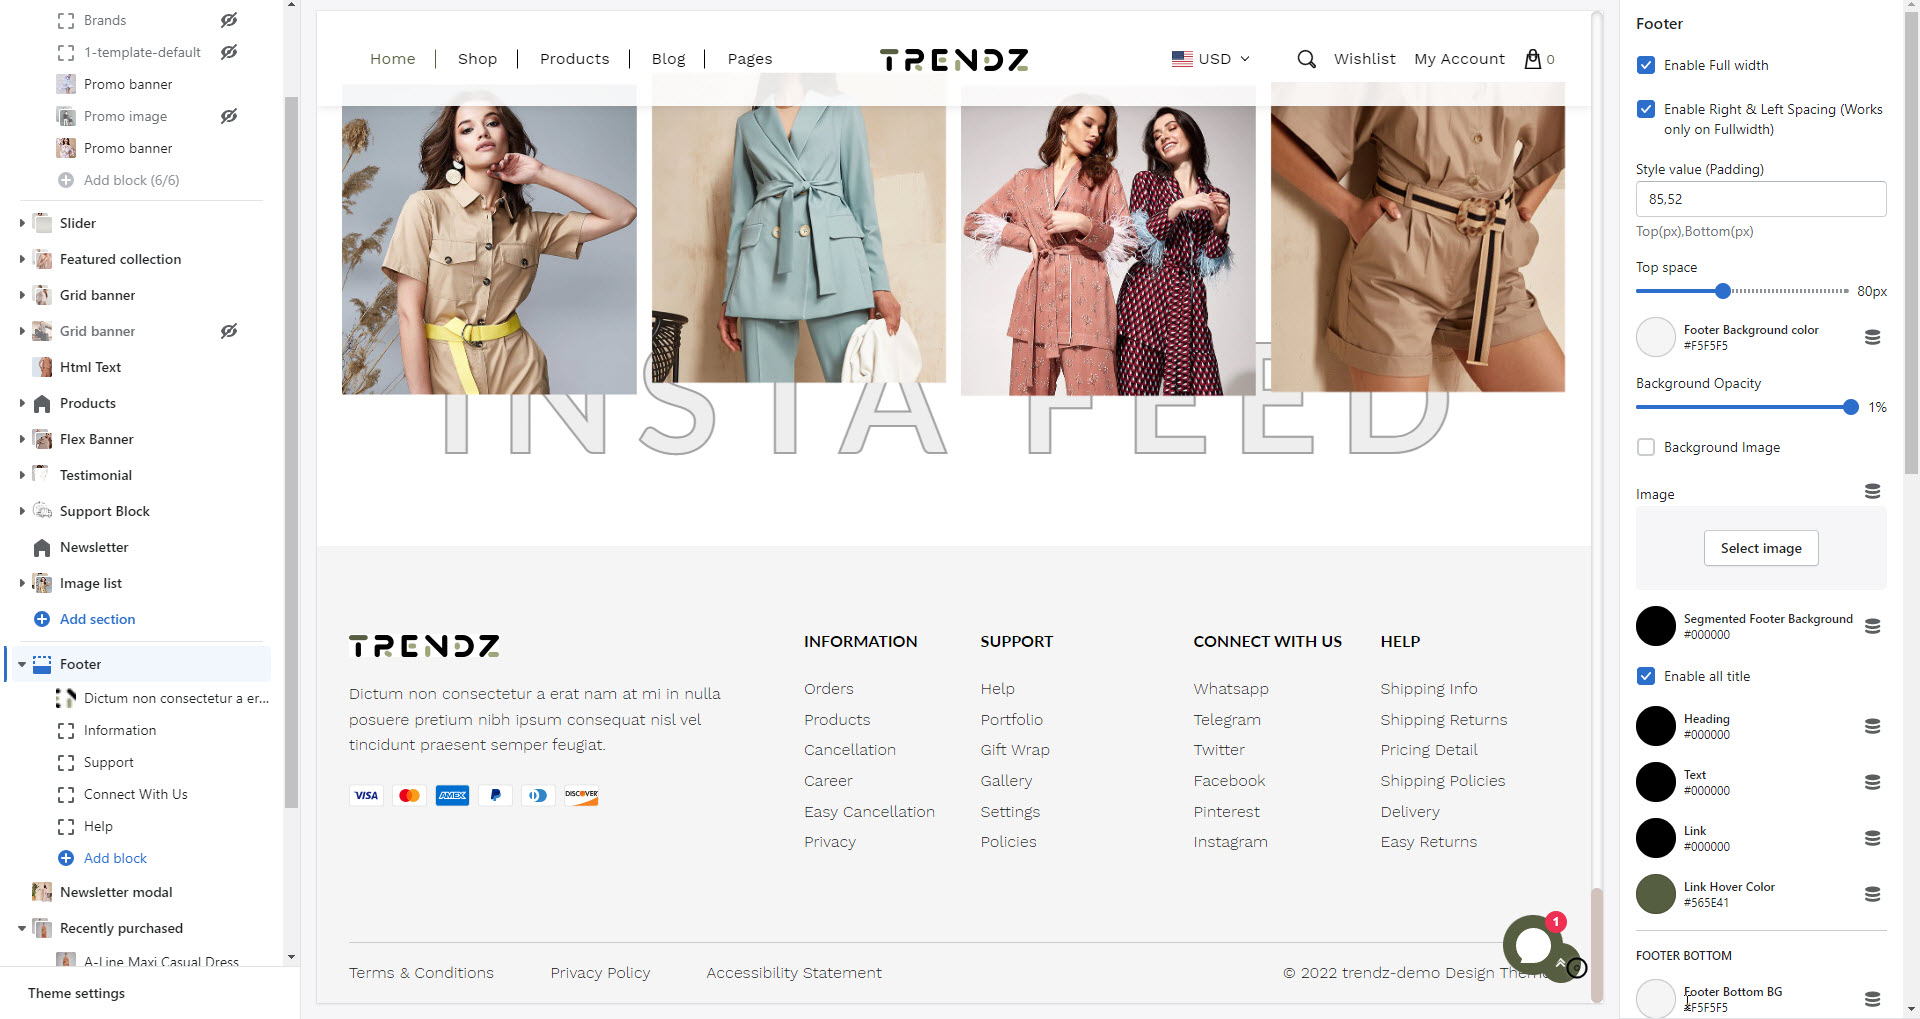 Brands
1-template-default
Promo banner
Promo image
Promo banner
Add block (6/6)
Slider
Featured collection
Grid banner
Grid banner
Html Text
Products
Flex Banner
Testimonial
Support Block
Newsletter
Image list
Add section
Footer
Dictum non consectetur a er...
Information
Support
Connect With Us
Help
Add block
Newsletter modal
Recently purchased
A-Line Maxi Casual Dress
Theme settings
Home
Shop
Products
Blog
Pages
TRENDZ
USD
Wishlist
My Account
0
INSTA FEED
TRENDZ
Dictum non consectetur a erat nam at mi in nulla
posuere pretium nibh ipsum consequat nisl vel
tincidunt praesent semper feugiat.
VISA
AMEX
DISCOVER
INFORMATION
Orders
Products
Cancellation
Career
Easy Cancellation
Privacy
SUPPORT
Help
Portfolio
Gift Wrap
Gallery
Settings
Policies
CONNECT WITH US
Whatsapp
Telegram
Twitter
Facebook
Pinterest
Instagram
HELP
Shipping Info
Shipping Returns
Pricing Detail
Shipping Policies
Delivery
Easy Returns
1
Terms & Conditions
Privacy Policy
Accessibility Statement
© 2022 trendz-demo Design
Footer
Enable Full width
Enable Right & Left Spacing (Works
only on Fullwidth)
Style value (Padding)
85,52
Top(px),Bottom(px)
Top space
80px
Footer Background color
#F5F5F5
Background Opacity
1%
Background Image
Image
Select image
Segmented Footer Background
#000000
Enable all title
Heading
#000000
Text
#000000
Link
#000000
Link Hover Color
#565E41
FOOTER BOTTOM
Footer Bottom BG
#F5F5F5